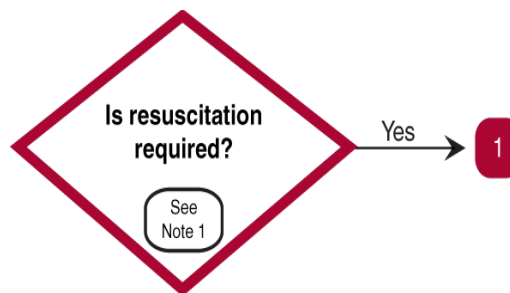 Is resuscitation
required?
Yes
1
See
Note 1